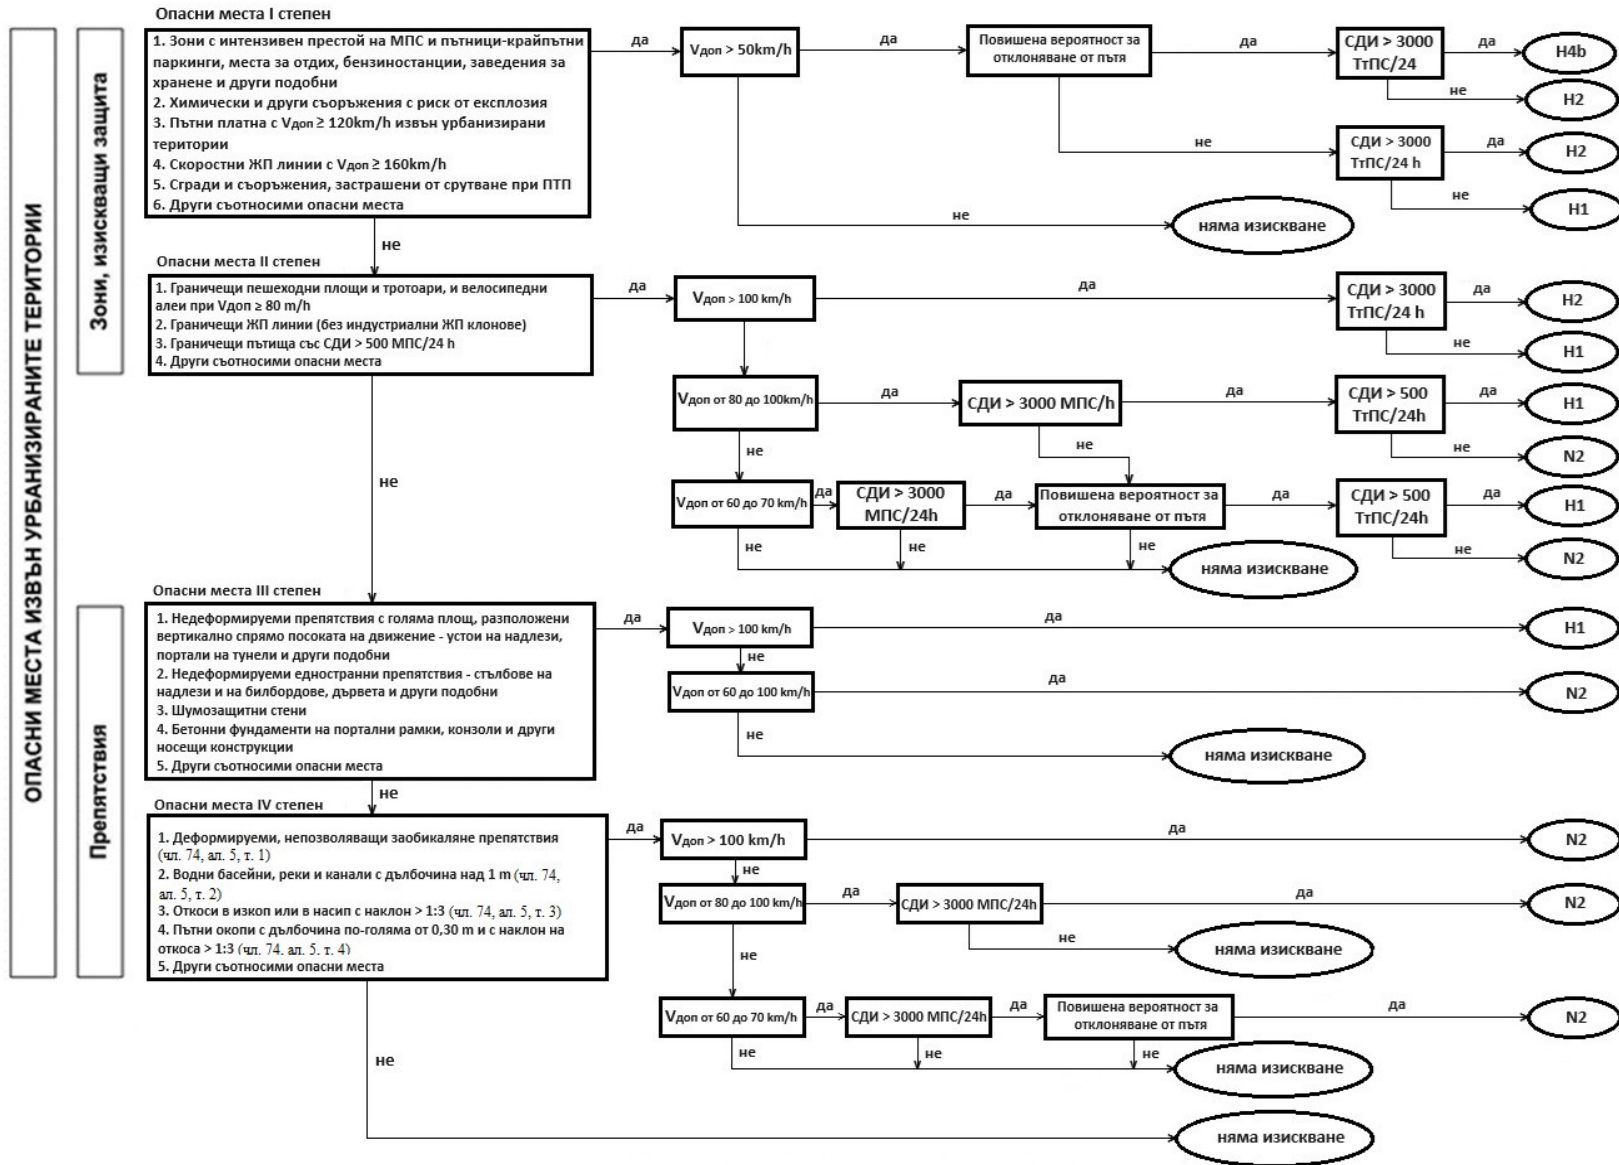 ОПАСНИ МЕСТА ИЗВЪН УРБАНИЗИРАНИТЕ ТЕРИТОРИИ
Зони, изискващи защита
Опасни места I степен
1. Зони с интензивен престой на МПС и пътници-крайпътни
паркинги, места за отдих, бензиностанции, заведения за
хранене и други подобни
2. Химически и други съоръжения с риск от експлозия
3. Пътни платна с Vдоп ≥ 120km/h извън урбанизирани
територии
4. Скоростни ЖП линии с Vдоп ≥ 160km/h
5. Сгради и съоръжения, застрашени от срутване при ПТП
6. Други съотносими опасни места
да
Vдоп > 50km/h
да
Повишена вероятност за
отклоняване от пътя
да
СДИ > 3000
ТтПС/24
да
H4b
не
H2
не
СДИ > 3000
ТтПС/24 h
да
H2
не
H1
не
няма изискване
не
Опасни места II степен
1. Граничещи пешеходни площи и тротоари, и велосипедни
алеи при Vдоп ≥ 80 m/h
2. Граничещи ЖП линии (без индустриални ЖП клонове)
3. Граничещи пътища със СДИ > 500 МПС/24 h
4. Други съотносими опасни места
да
Vдоп > 100 km/h
да
СДИ > 3000
ТтПС/24 h
да
H2
не
H1
не
Vдоп от 80 до 100km/h
да
СДИ > 3000 МПС/h
да
СДИ > 500
ТтПС/24h
да
H1
не
N2
не
не
Vдоп от 60 до 70 km/h
да
СДИ > 3000
МПС/24h
да
Повишена вероятност за
отклоняване от пътя
да
СДИ > 500
ТтПС/24h
да
H1
не
N2
не
не
не
няма изискване
не
Препятствия
Опасни места III степен
1. Недеформируеми препятствия с голяма площ, разположени
вертикално спрямо посоката на движение - устои на надлези,
портали на тунели и други подобни
2. Недеформируеми едностранни препятствия - стълбове на
надлези и на билбордове, дървета и други подобни
3. Шумозащитни стени
4. Бетонни фундаменти на портални рамки, конзоли и други
носещи конструкции
5. Други съотносими опасни места
да
Vдоп > 100 km/h
да
H1
не
Vдоп от 60 до 100 km/h
да
N2
не
няма изискване
не
Опасни места IV степен
1. Деформируеми, непозволяващи заобикаляне препятствия
(чл. 74, ал. 5, т. 1)
2. Водни басейни, реки и канали с дълбочина над 1 m (чл. 74,
ал. 5, т. 2)
3. Откоси в изкоп или в насип с наклон > 1:3 (чл. 74, ал. 5, т. 3)
4. Пътни окопи с дълбочина по-голяма от 0,30 m и с наклон на
откоса > 1:3 (чл. 74, ал. 5, т. 4)
5. Други съотносими опасни места
да
Vдоп > 100 km/h
да
N2
не
Vдоп от 80 до 100 km/h
да
СДИ > 3000 МПС/24h
да
N2
не
няма изискване
не
Vдоп от 60 до 70 km/h
да
СДИ > 3000 МПС/24h
да
Повишена вероятност за
отклоняване от пътя
да
N2
не
не
не
няма изискване
не
няма изискване